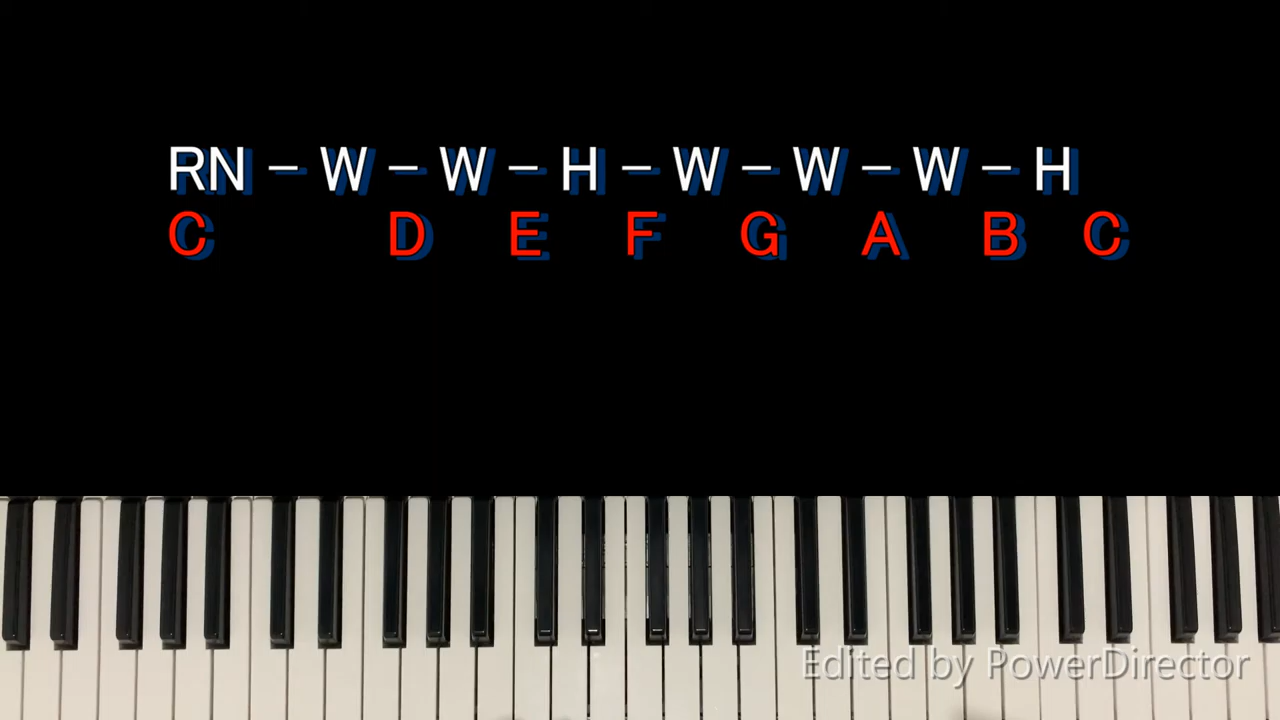 RN – W – W – H – W – W – W – H
C D E F G A B C
Edited by PowerDirector